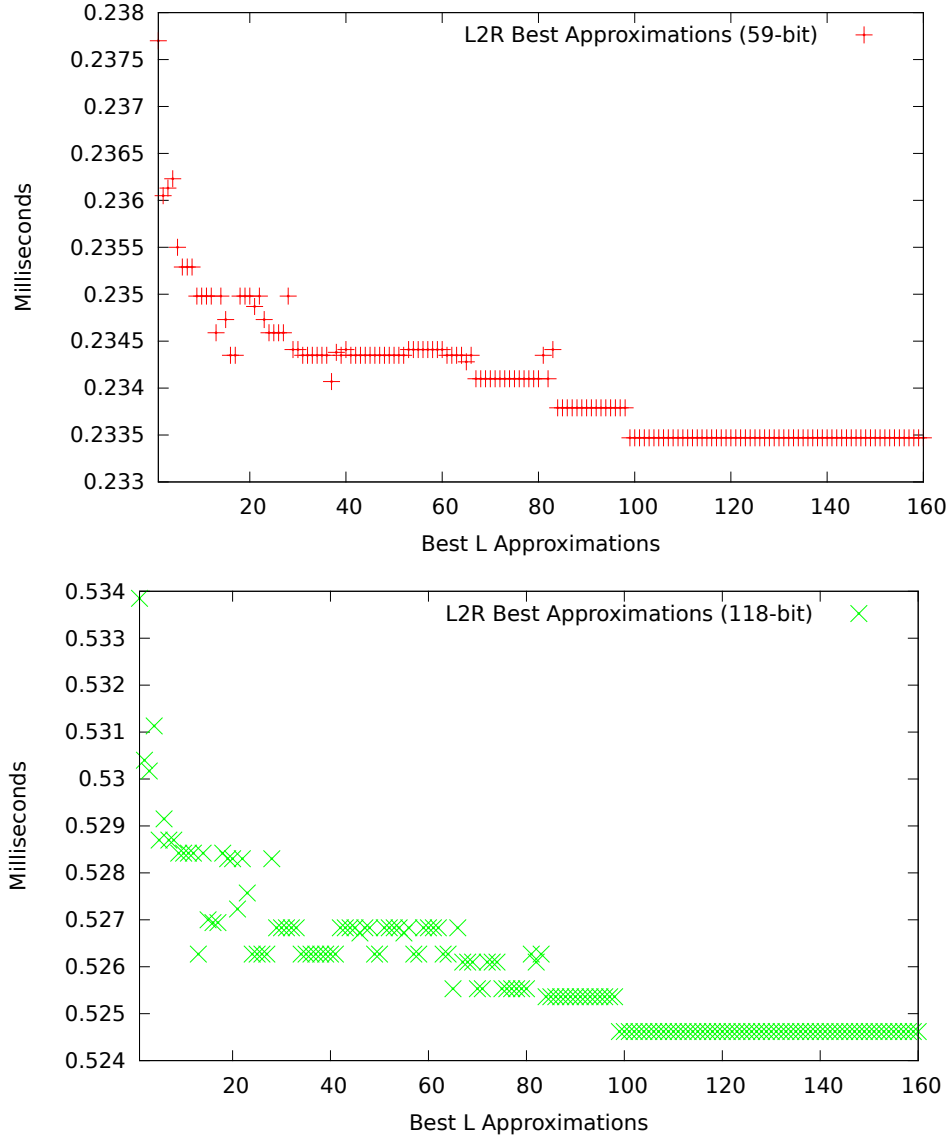 0.238
L2R Best Approximations (59-bit)
0.2375
0.237
0.2365
0.236
0.2355
0.235
0.2345
0.234
0.2335
0.233
Milliseconds
20 40 60 80 100 120 140 160
Best L Approximations
0.534
L2R Best Approximations (118-bit)
0.533
0.532
0.531
0.53
0.529
0.528
0.527
0.526
0.525
0.524
Milliseconds
20 40 60 80 100 120 140 160
Best L Approximations